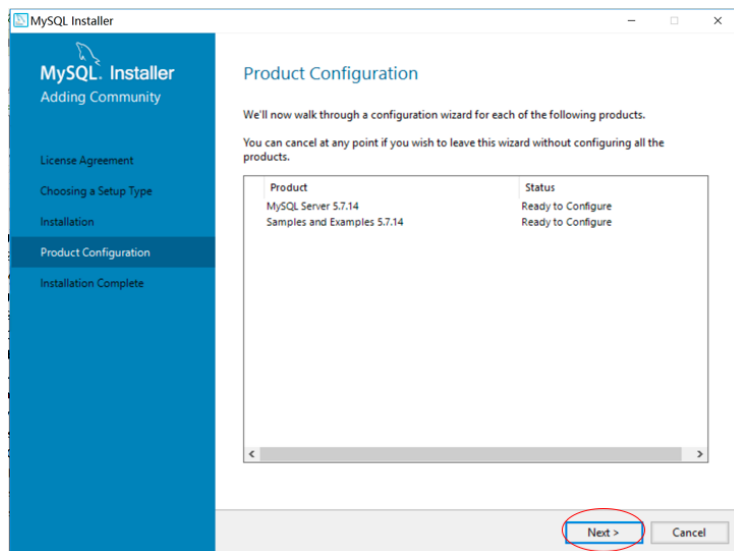 MySQL Installer
MySQL. Installer
Adding Community
License Agreement
Choosing a Setup Type
Installation
Product Configuration
Installation Complete
Product Configuration
We'll now walk through a configuration wizard for each of the following products.
You can cancel at any point if you wish to leave this wizard without configuring all the
products.
Product Status
MySQL Server 5.7.14 Ready to Configure
Samples and Examples 5.7.14 Ready to Configure
Next >
Cancel